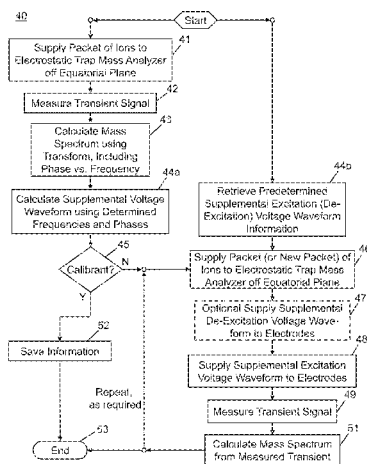 40
Start
41
Supply Packet of Ions to
Electrostatic Trap Mass Analyzer
off Equatorial Plane
42
Measure Transient Signal
43
Calculate Mass
Spectrum using
Transform, Including
Phase vs. Frequency
44a
Calculate Supplemental Voltage
Waveform using Determined
Frequencies and Phases
45
Calibrant?
N
Y
52
Save Information
53
End
44b
Retrieve Predetermined
Supplemental Excitation (De-
Excitation) Voltage Waveform
Information
46
Supply Packet (or New Packet) of
Ions to Electrostatic Trap Mass
Analyzer off Equatorial Plane
47
Optional Supply Supplemental
De-Excitation Voltage Wave-
form to Electrodes
48
Supply Supplemental Excitation
Voltage Waveform to Electrodes
49
Measure Transient Signal
51
Calculate Mass Spectrum
from Measured Transient
Repeat,
as required